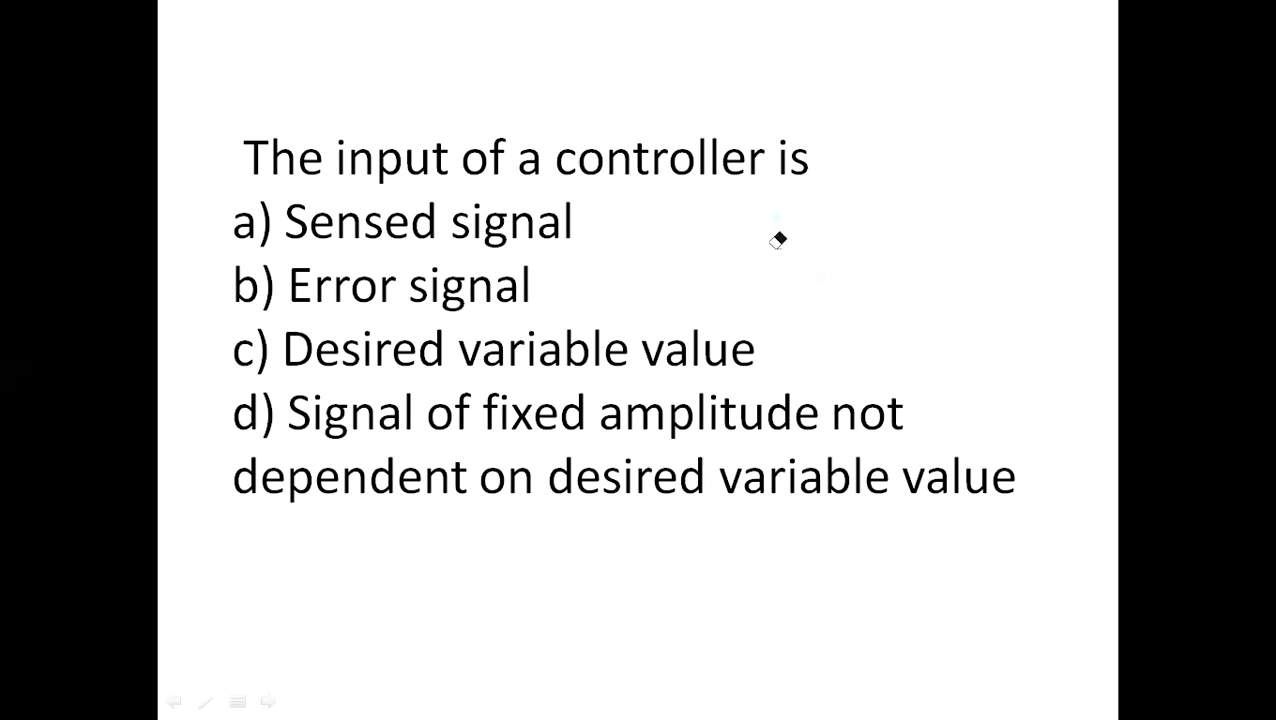 The input of a controller is
a) Sensed signal
b) Error signal
c) Desired variable value
d) Signal of fixed amplitude not
dependent on desired variable value